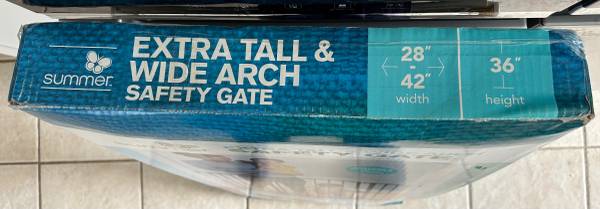 summer
EXTRA TALL &
WIDE ARCH
SAFETY GATE
28"
-
42"
width
36"
height